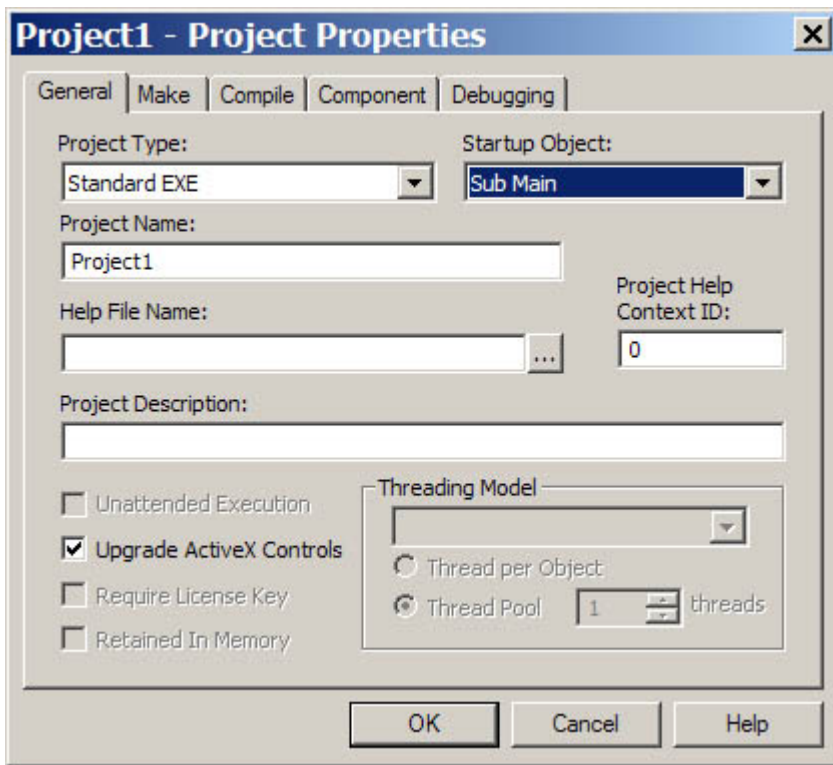 Project1 - Project Properties
General Make Compile Component Debugging
Project Type: Startup Object:
Standard EXE Sub Main
Project Name:
Project1
Project Help
Help File Name: Context ID:
... 0
Project Description:
Threading Model
Unattended Execution
Upgrade ActiveX Controls
Thread per Object
Require License Key
Thread Pool 1 threads
Retained In Memory
OK Cancel Help